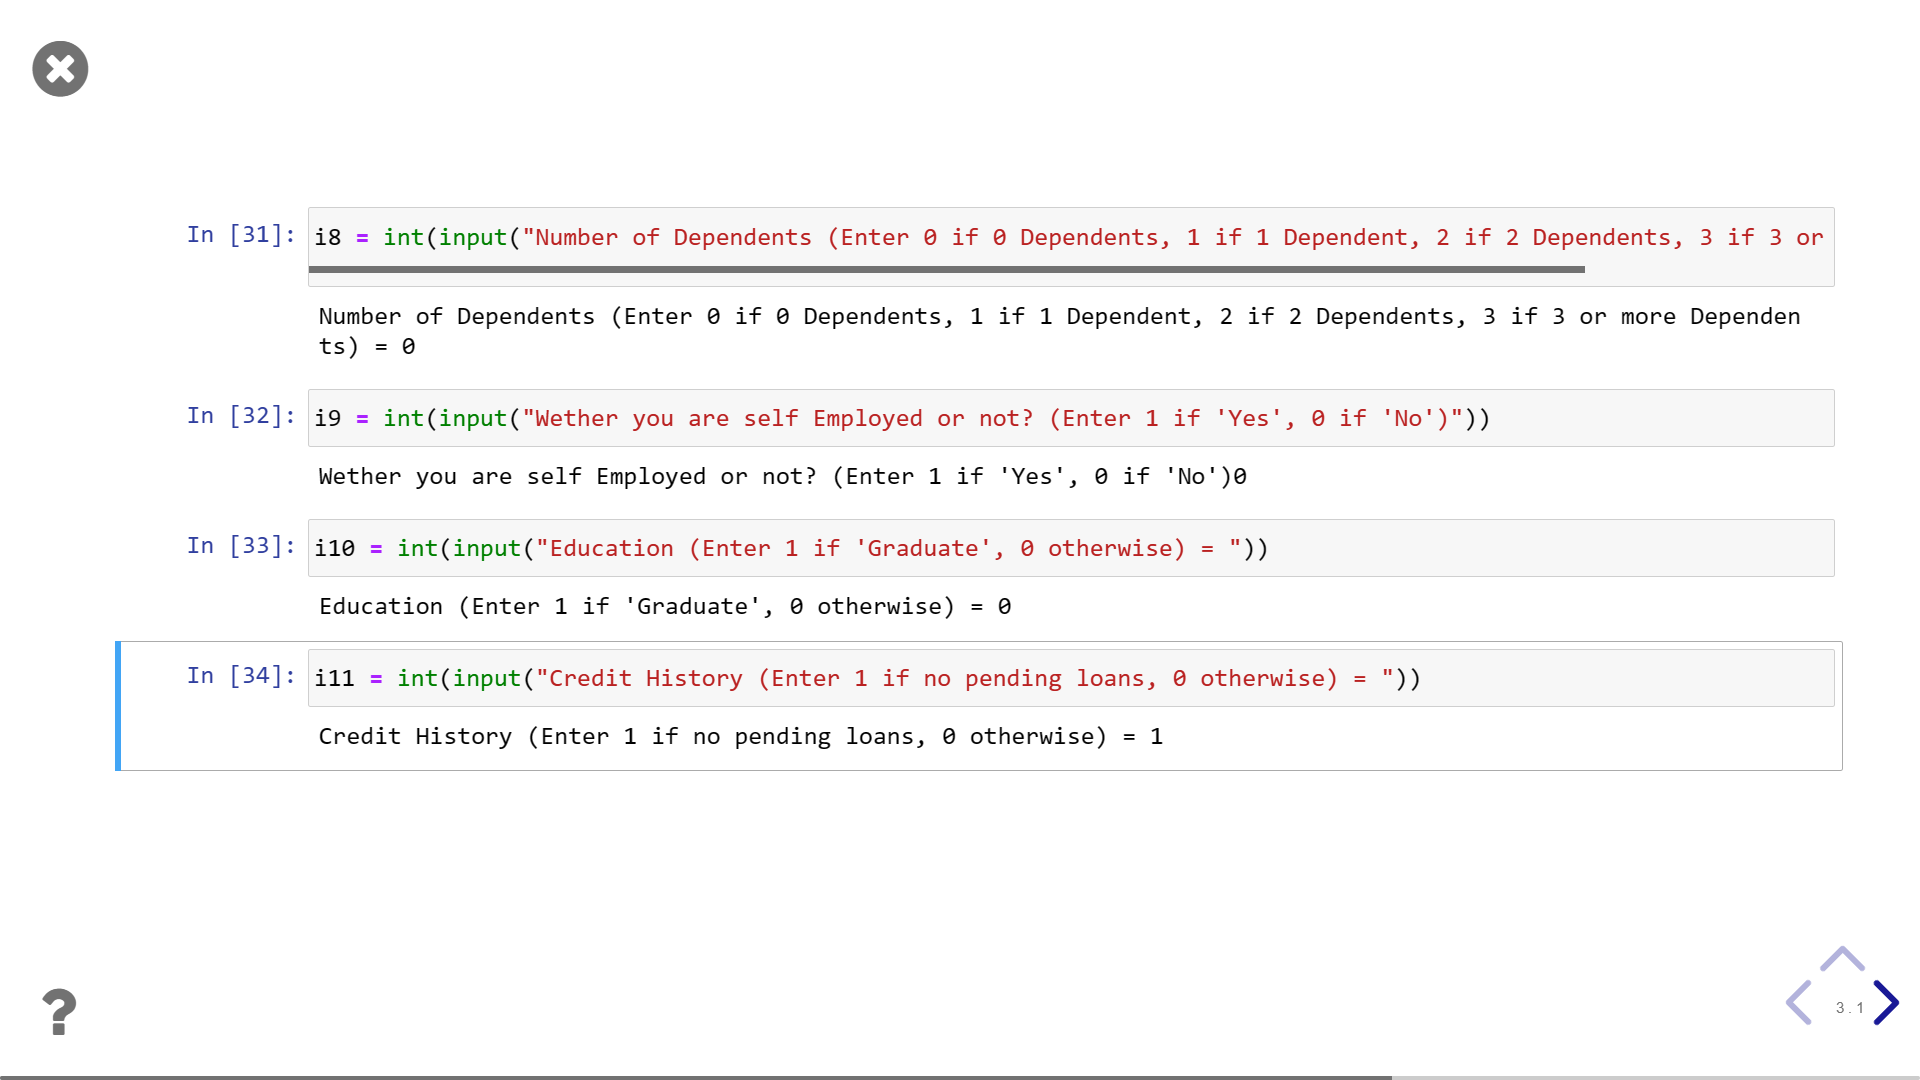 In [31]: i8 = int(input("Number of Dependents (Enter 0 if 0 Dependents, 1 if 1 Dependent, 2 if 2 Dependents, 3 if 3 or
Number of Dependents (Enter 0 if 0 Dependents, 1 if 1 Dependent, 2 if 2 Dependents, 3 if 3 or more Dependen
ts) = 0
In [32]: i9 = int(input("Wether you are self Employed or not? (Enter 1 if 'Yes', 0 if 'No')"))
Wether you are self Employed or not? (Enter 1 if 'Yes', 0 if 'No')0
In [33]: i10 = int(input("Education (Enter 1 if 'Graduate', 0 otherwise) = "))
Education (Enter 1 if 'Graduate', 0 otherwise) = 0
In [34]: i11 = int(input("Credit History (Enter 1 if no pending loans, 0 otherwise) = "))
Credit History (Enter 1 if no pending loans, 0 otherwise) = 1
?
3.1